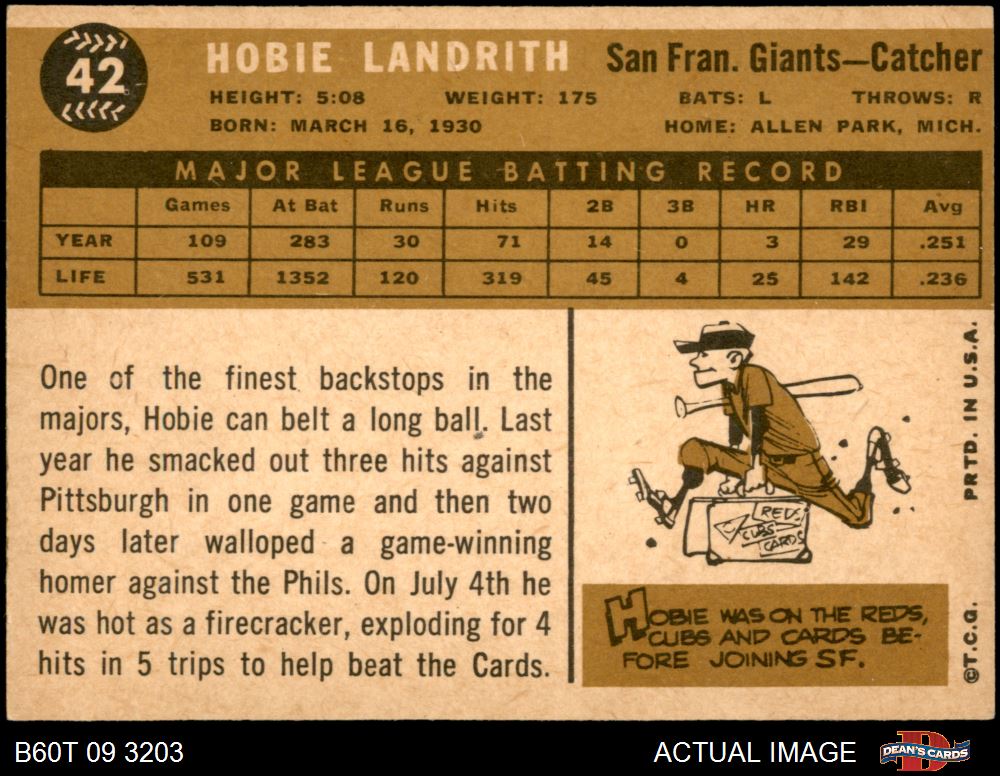 42
HOBIE LANDRITH San Fran. Giants—Catcher
HEIGHT: 5:08 WEIGHT: 175 BATS: L THROWS: R
BORN: MARCH 16, 1930 HOME: ALLEN PARK, MICH.
MAJOR LEAGUE BATTING RECORD
Games At Bat Runs Hits 2B 3B HR RBI Avg
YEAR 109 283 30 71 14 0 3 29 .251
LIFE 531 1352 120 319 45 4 25 142 .236
One of the finest backstops in the
majors, Hobie can belt a long ball. Last
year he smacked out three hits against
Pittsburgh in one game and then two
days later walloped a game-winning
homer against the Phils. On July 4th he
was hot as a firecracker, exploding for 4
hits in 5 trips to help beat the Cards.
REDS
CUBS
CARDS
HOBIE WAS ON THE REDS,
CUBS AND CARDS BE-
FORE JOINING SF.
©T.C.G. PRTD. IN U.S.A.
B60T 09 3203 ACTUAL IMAGE DEAN'S CARDS